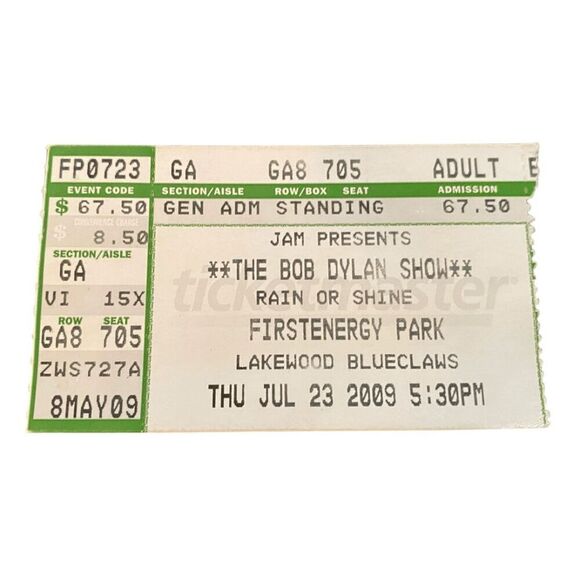 FP0723 GA GA8 705 ADULT
EVENT CODE SECTION/AISLE ROW/BOX SEAT ADMISSION
$ 67.50 GEN ADM STANDING 67.50
CONVENIENCE CHARGE
$ 8.50
SECTION/AISLE
GA
VI 15X
ROW SEAT
GA8 705
ZWS727A
8MAY09
JAM PRESENTS
**THE BOB DYLAN SHOW**
ticketmaster®
RAIN OR SHINE
FIRSTENERGY PARK
LAKEWOOD BLUECLAWS
THU JUL 23 2009 5:30PM